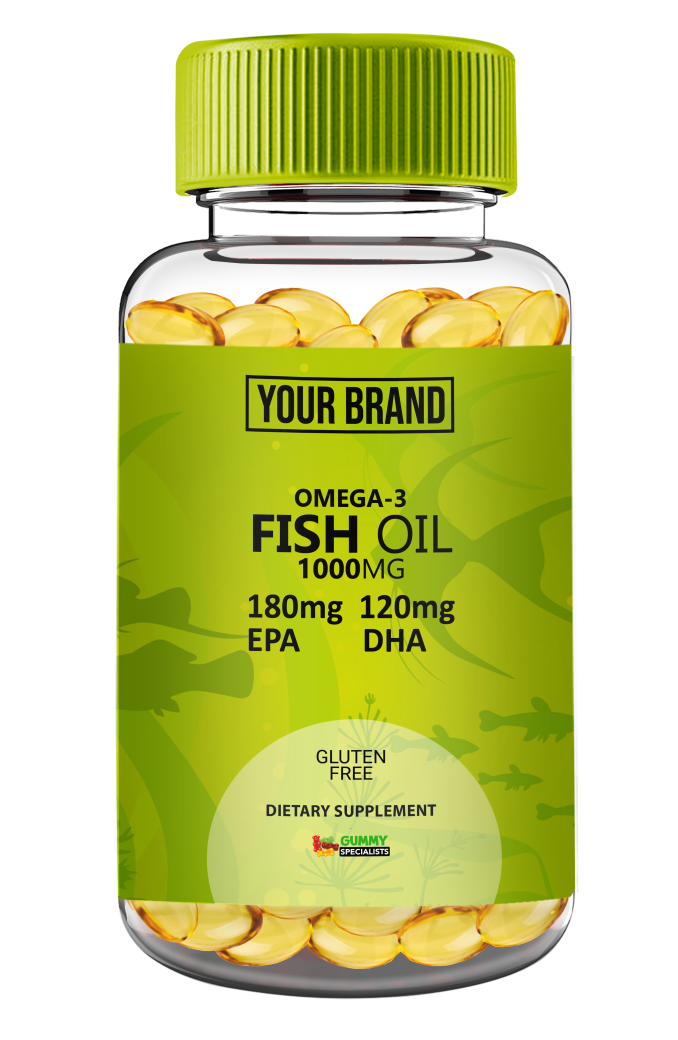 YOUR BRAND
OMEGA-3
FISH OIL
1000MG
180mg 120mg
EPA DHA
GLUTEN
FREE
DIETARY SUPPLEMENT
GUMMY
SPECIALISTS